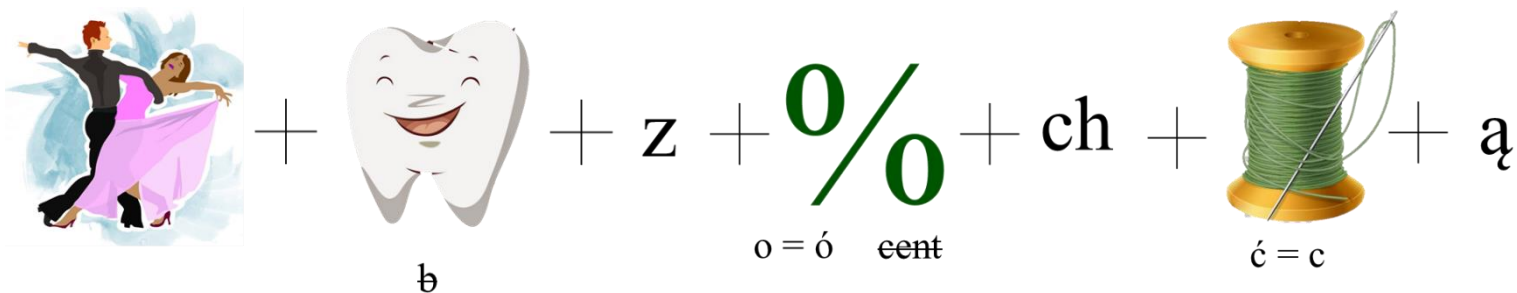 + + z + % + ch + + ą
o = ó cent
ć = c
b